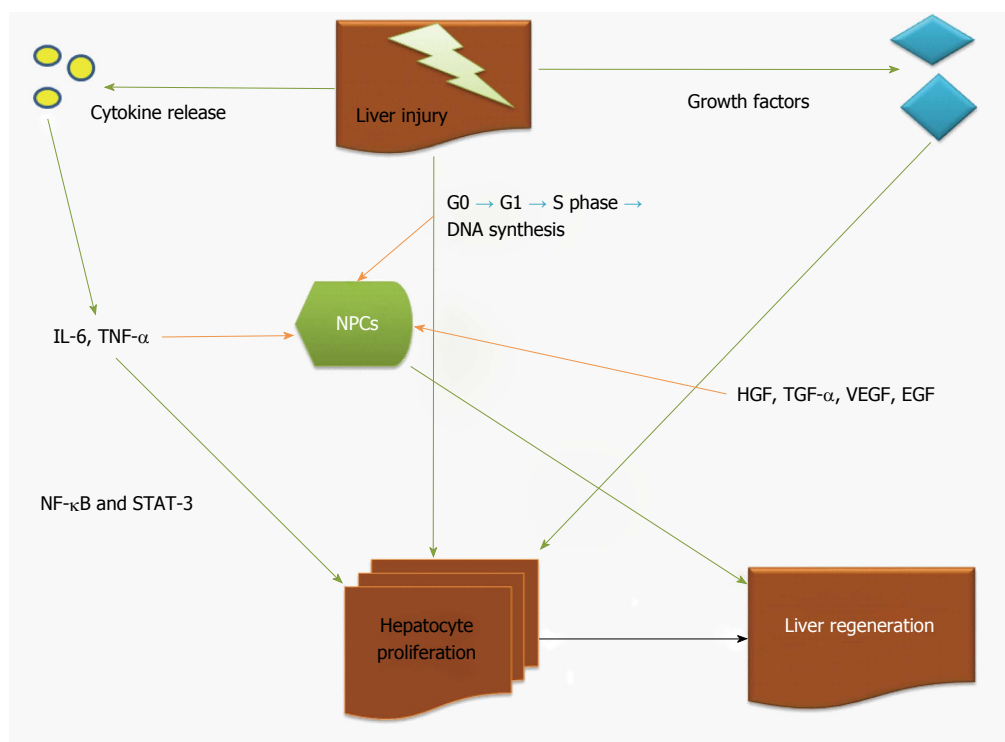 Liver injury
Cytokine release
Growth factors
G0 → G1 → S phase →
DNA synthesis
NPCs
IL-6, TNF-α
HGF, TGF-α, VEGF, EGF
NF-κB and STAT-3
Hepatocyte
proliferation
Liver regeneration